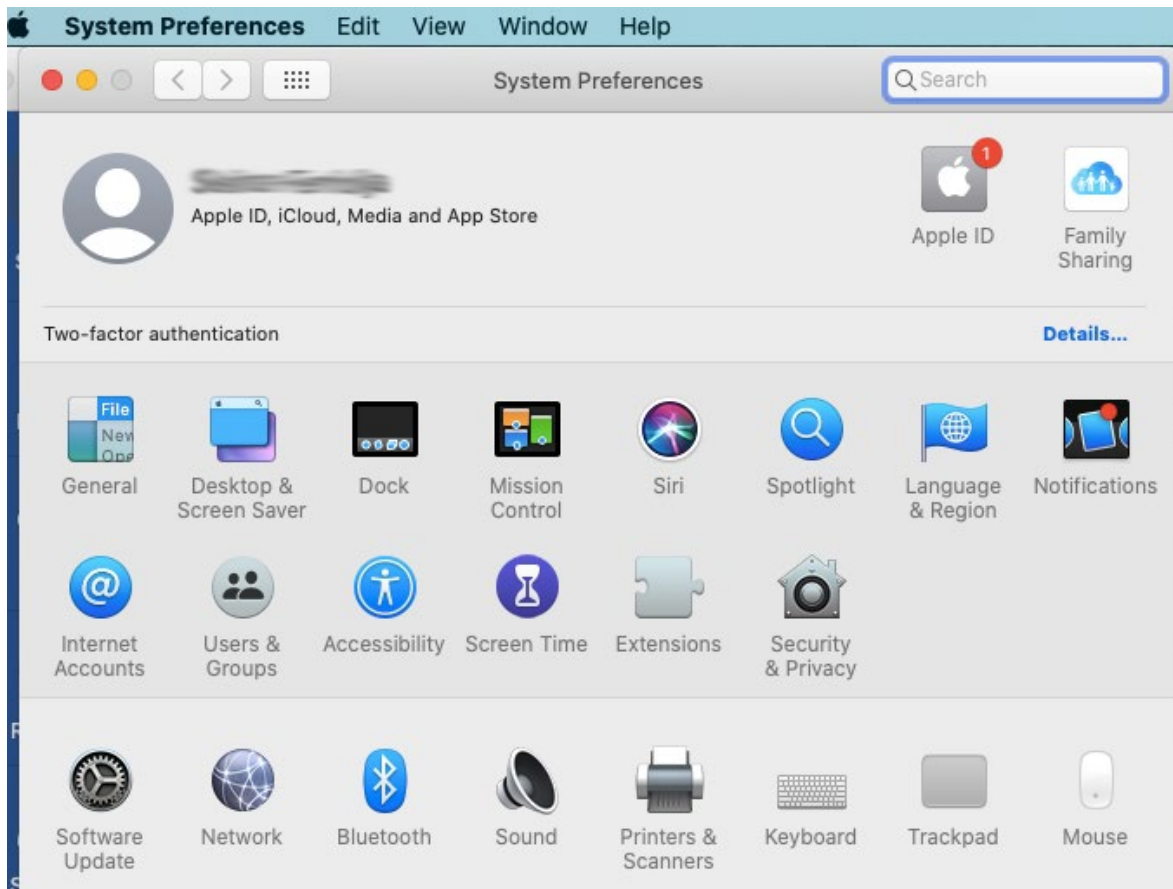 System Preferences Edit View Window Help
System Preferences
Search
1
Apple ID, iCloud, Media and App Store
Apple ID
Family
Sharing
Two-factor authentication
Details...
File
New
Ope
General
Desktop &
Screen Saver
Dock
Mission
Control
Siri
Spotlight
Language
& Region
Notifications
Internet
Accounts
Users &
Groups
Accessibility
Screen Time
Extensions
Security
& Privacy
Software
Update
Network
Bluetooth
Sound
Printers &
Scanners
Keyboard
Trackpad
Mouse